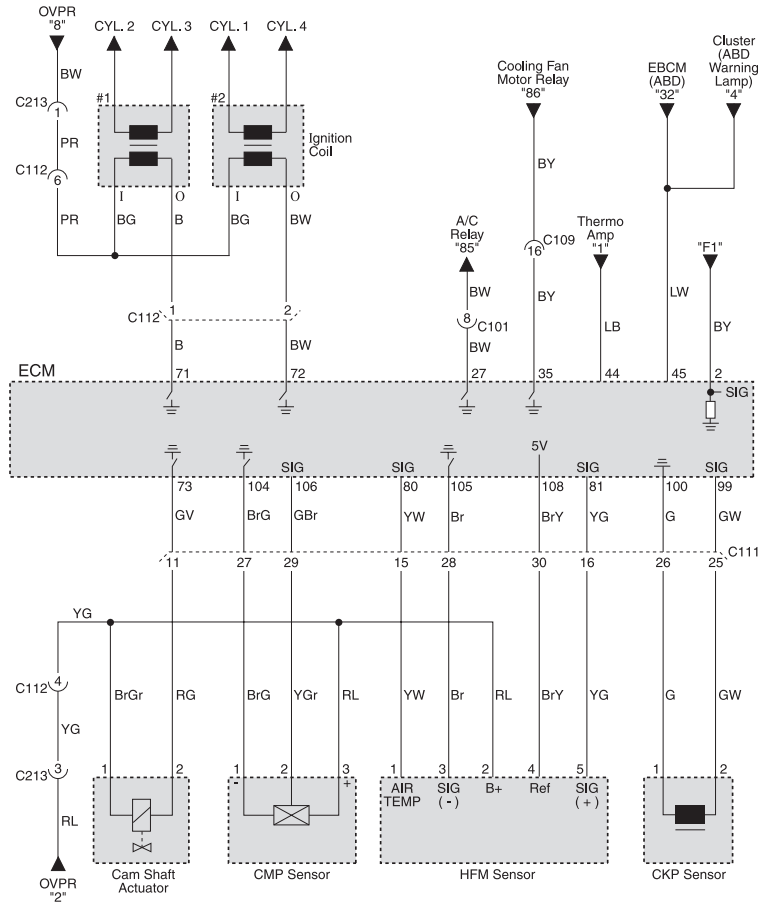 OVPR
"8"
CYL. 2
CYL. 3
CYL. 1
CYL. 4
Cluster
(ABD
Warning
Lamp)
"4"
Cooling Fan
Motor Relay
"86"
EBCM
(ABD)
"32"
BW
C213
1
#1
#2
Ignition
Coil
PR
C112
6
BY
I
O
I
O
PR
BG
B
BG
BW
A/C
Relay
"85"
C109
16
Thermo
Amp
"1"
"F1"
BW
BY
LW
C112
1
2
8
C101
LB
BY
B
BW
BW
ECM
71
72
27
35
44
45
2
SIG
5V
SIG
SIG
SIG
SIG
73
104
106
80
105
108
81
100
99
GV
BrG
GBr
YW
Br
BrY
YG
G
GW
C111
11
27
29
15
28
30
16
26
25
YG
C112
4
BrGr
RG
BrG
YGr
RL
YW
Br
RL
BrY
YG
G
GW
YG
C213
3
1
2
1
2
3
1
3
2
4
5
1
2
-
+
AIR
TEMP
SIG
( - )
B+
Ref
SIG
( + )
RL
OVPR
"2"
Cam Shaft
Actuator
CMP Sensor
HFM Sensor
CKP Sensor